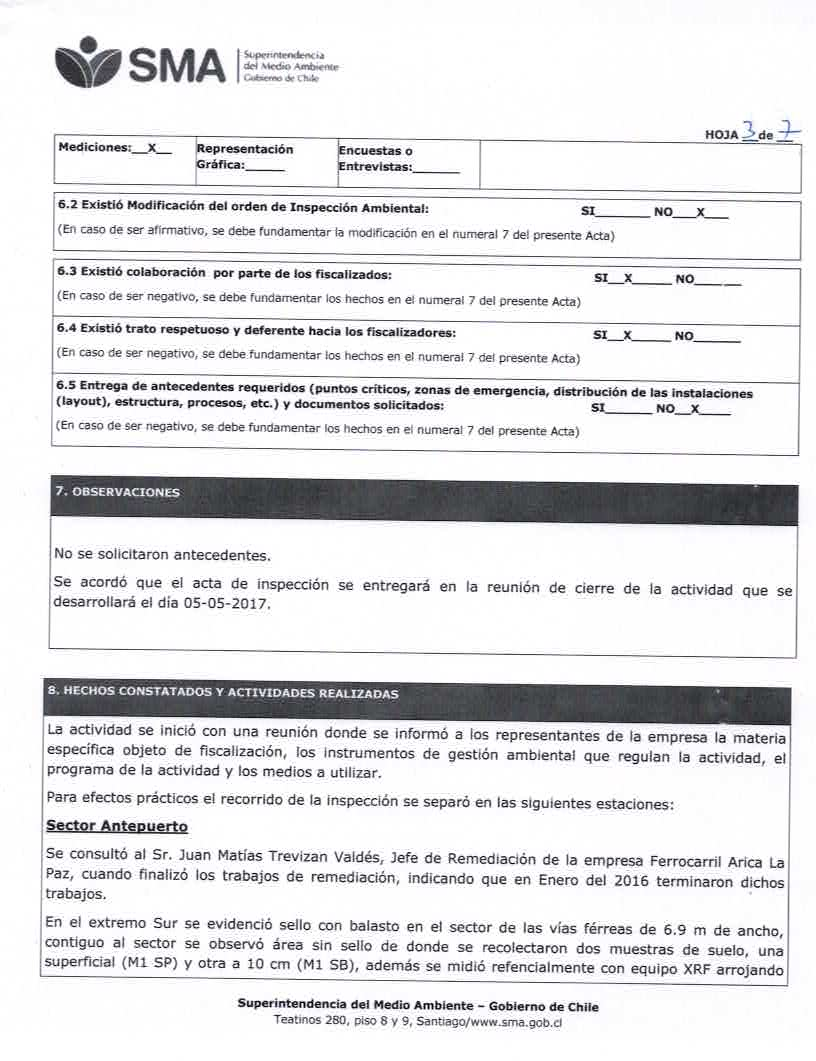 SMA
Superintendencia
del Medio Ambiente
Gobierno de Chile
HOJA 3 de 7
Mediciones:__X__ Representación Encuestas o
Gráfica:______ Entrevistas:_______
6.2 Existió Modificación del orden de Inspección Ambiental: SI________ NO___X___
(En caso de ser afirmativo, se debe fundamentar la modificación en el numeral 7 del presente Acta)
6.3 Existió colaboración por parte de los fiscalizados: SI__X______ NO_______
(En caso de ser negativo, se debe fundamentar los hechos en el numeral 7 del presente Acta)
6.4 Existió trato respetuoso y deferente hacia los fiscalizadores: SI__X______ NO_______
(En caso de ser negativo, se debe fundamentar los hechos en el numeral 7 del presente Acta)
6.5 Entrega de antecedentes requeridos (puntos críticos, zonas de emergencia, distribución de las instalaciones
(layout), estructura, procesos, etc.) y documentos solicitados: SI_______ NO__X_____
(En caso de ser negativo, se debe fundamentar los hechos en el numeral 7 del presente Acta)
7. OBSERVACIONES
No se solicitaron antecedentes.
Se acordó que el acta de inspección se entregará en la reunión de cierre de la actividad que se
desarrollará el día 05-05-2017.
8. HECHOS CONSTATADOS Y ACTIVIDADES REALIZADAS
La actividad se inició con una reunión donde se informó a los representantes de la empresa la materia
específica objeto de fiscalización, los instrumentos de gestión ambiental que regulan la actividad, el
programa de la actividad y los medios a utilizar.
Para efectos prácticos el recorrido de la inspección se separó en las siguientes estaciones:
Sector Antepuerto
Se consultó al Sr. Juan Matías Trevizan Valdés, Jefe de Remediación de la empresa Ferrocarril Arica La
Paz, cuando finalizó los trabajos de remediación, indicando que en Enero del 2016 terminaron dichos
trabajos.
En el extremo Sur se evidenció sello con balasto en el sector de las vías férreas de 6.9 m de ancho,
contiguo al sector se observó área sin sello de donde se recolectaron dos muestras de suelo, una
superficial (M1 SP) y otra a 10 cm (M1 SB), además se midió refencialmente con equipo XRF arrojando
Superintendencia del Medio Ambiente – Gobierno de Chile
Teatinos 280, piso 8 y 9, Santiago/www.sma.gob.cl